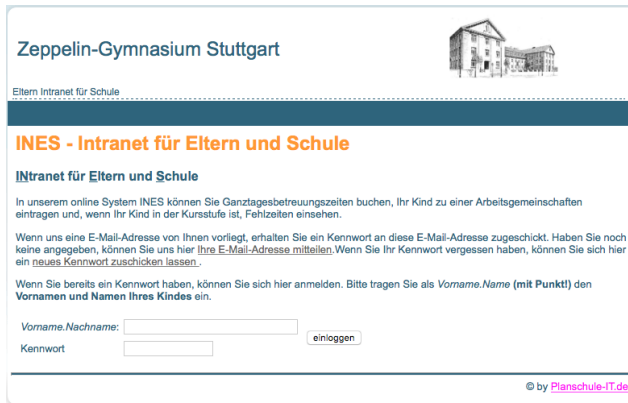 Zeppelin-Gymnasium Stuttgart
Eltern Intranet für Schule
INES - Intranet für Eltern und Schule
INtranet für Eltern und Schule
In unserem online System INES können Sie Ganztagesbetreuungszeiten buchen, Ihr Kind zu einer Arbeitsgemeinschaften
eintragen und, wenn Ihr Kind in der Kursstufe ist, Fehlzeiten einsehen.
Wenn uns eine E-Mail-Adresse von Ihnen vorliegt, erhalten Sie ein Kennwort an diese E-Mail-Adresse zugeschickt. Haben Sie noch
keine angegeben, können Sie uns hier Ihre E-Mail-Adresse mitteilen.Wenn Sie Ihr Kennwort vergessen haben, können Sie sich hier
ein neues Kennwort zuschicken lassen .
Wenn Sie bereits ein Kennwort haben, können Sie sich hier anmelden. Bitte tragen Sie als Vorname.Name (mit Punkt!) den
Vornamen und Namen Ihres Kindes ein.
Vorname.Nachname:
einloggen
Kennwort
© by Planschule-IT.de